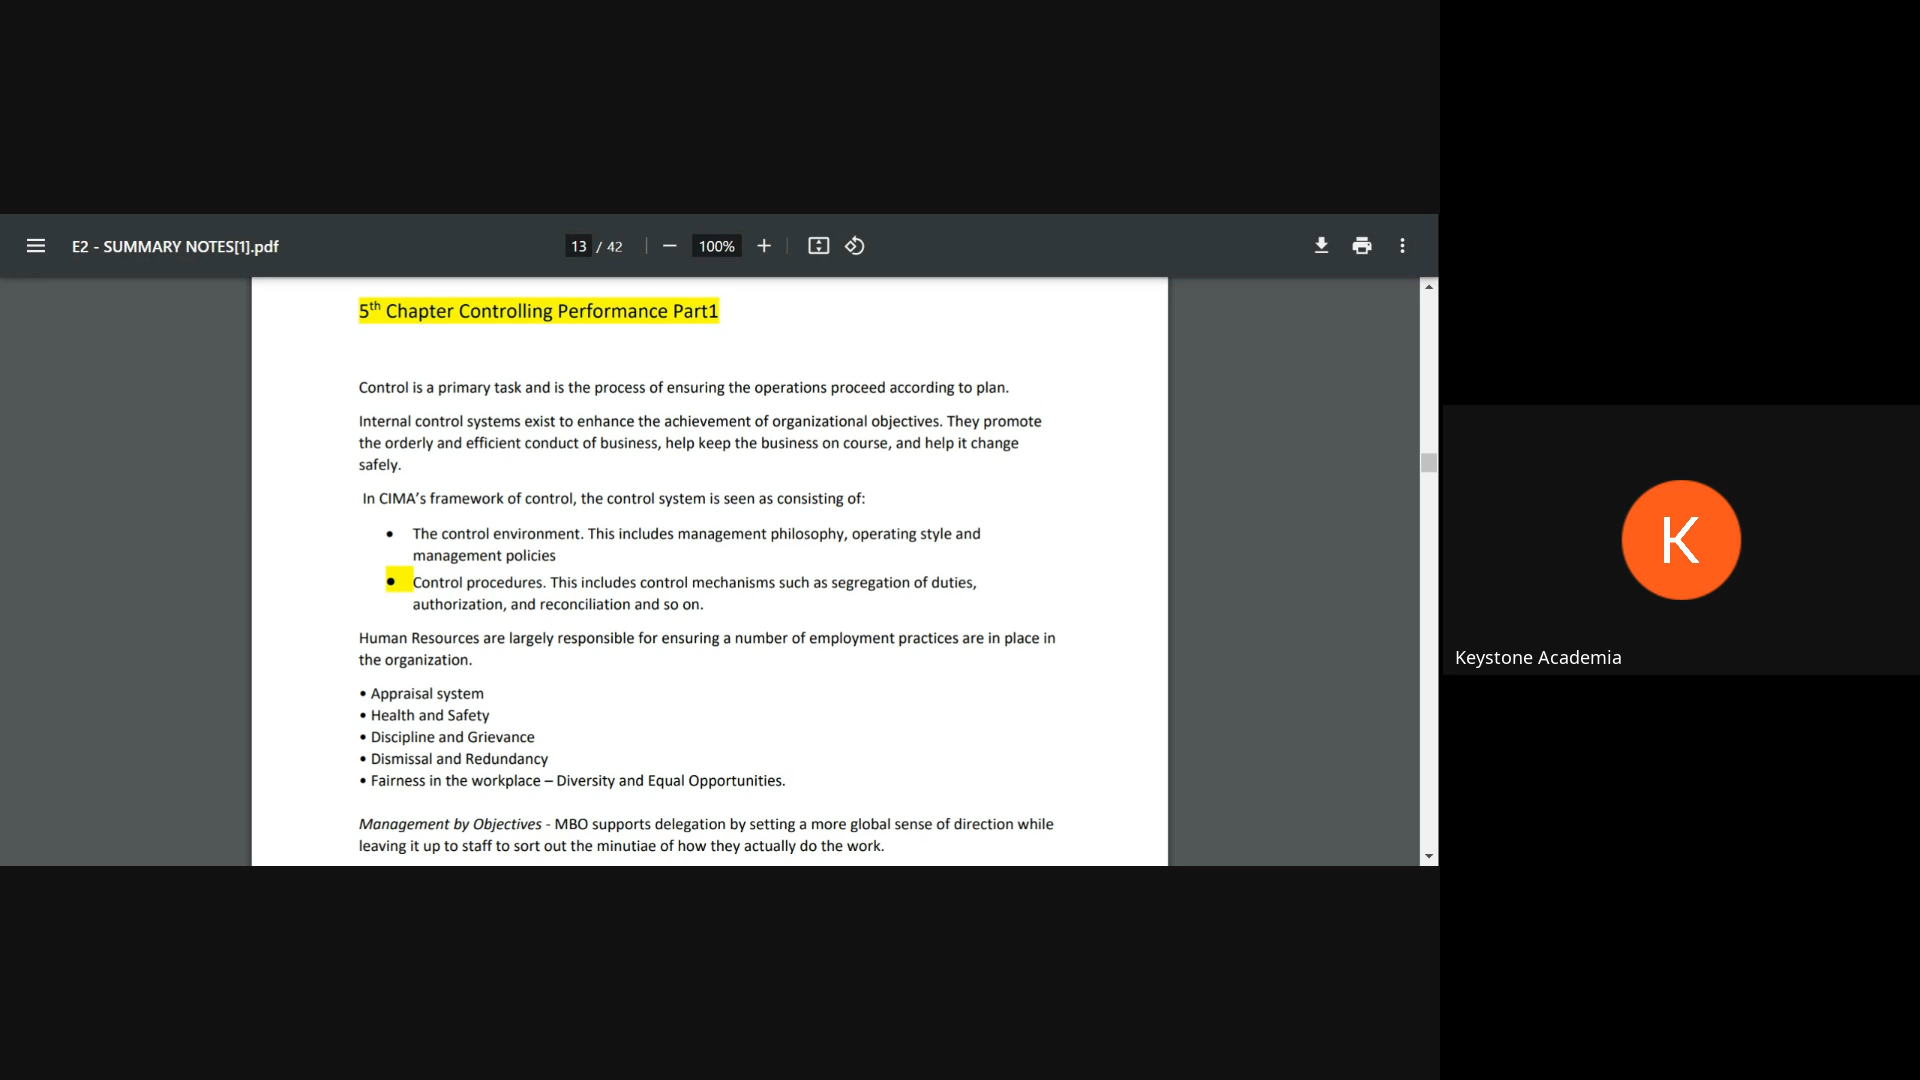 E2 - SUMMARY NOTES[1].pdf
13 / 42
100%
5th Chapter Controlling Performance Part1
Control is a primary task and is the process of ensuring the operations proceed according to plan.
Internal control systems exist to enhance the achievement of organizational objectives. They promote
the orderly and efficient conduct of business, help keep the business on course, and help it change
safely.
In CIMA’s framework of control, the control system is seen as consisting of:
• The control environment. This includes management philosophy, operating style and
management policies
• Control procedures. This includes control mechanisms such as segregation of duties,
authorization, and reconciliation and so on.
Human Resources are largely responsible for ensuring a number of employment practices are in place in
the organization.
• Appraisal system
• Health and Safety
• Discipline and Grievance
• Dismissal and Redundancy
• Fairness in the workplace – Diversity and Equal Opportunities.
Management by Objectives - MBO supports delegation by setting a more global sense of direction while
leaving it up to staff to sort out the minutiae of how they actually do the work.
K
Keystone Academia